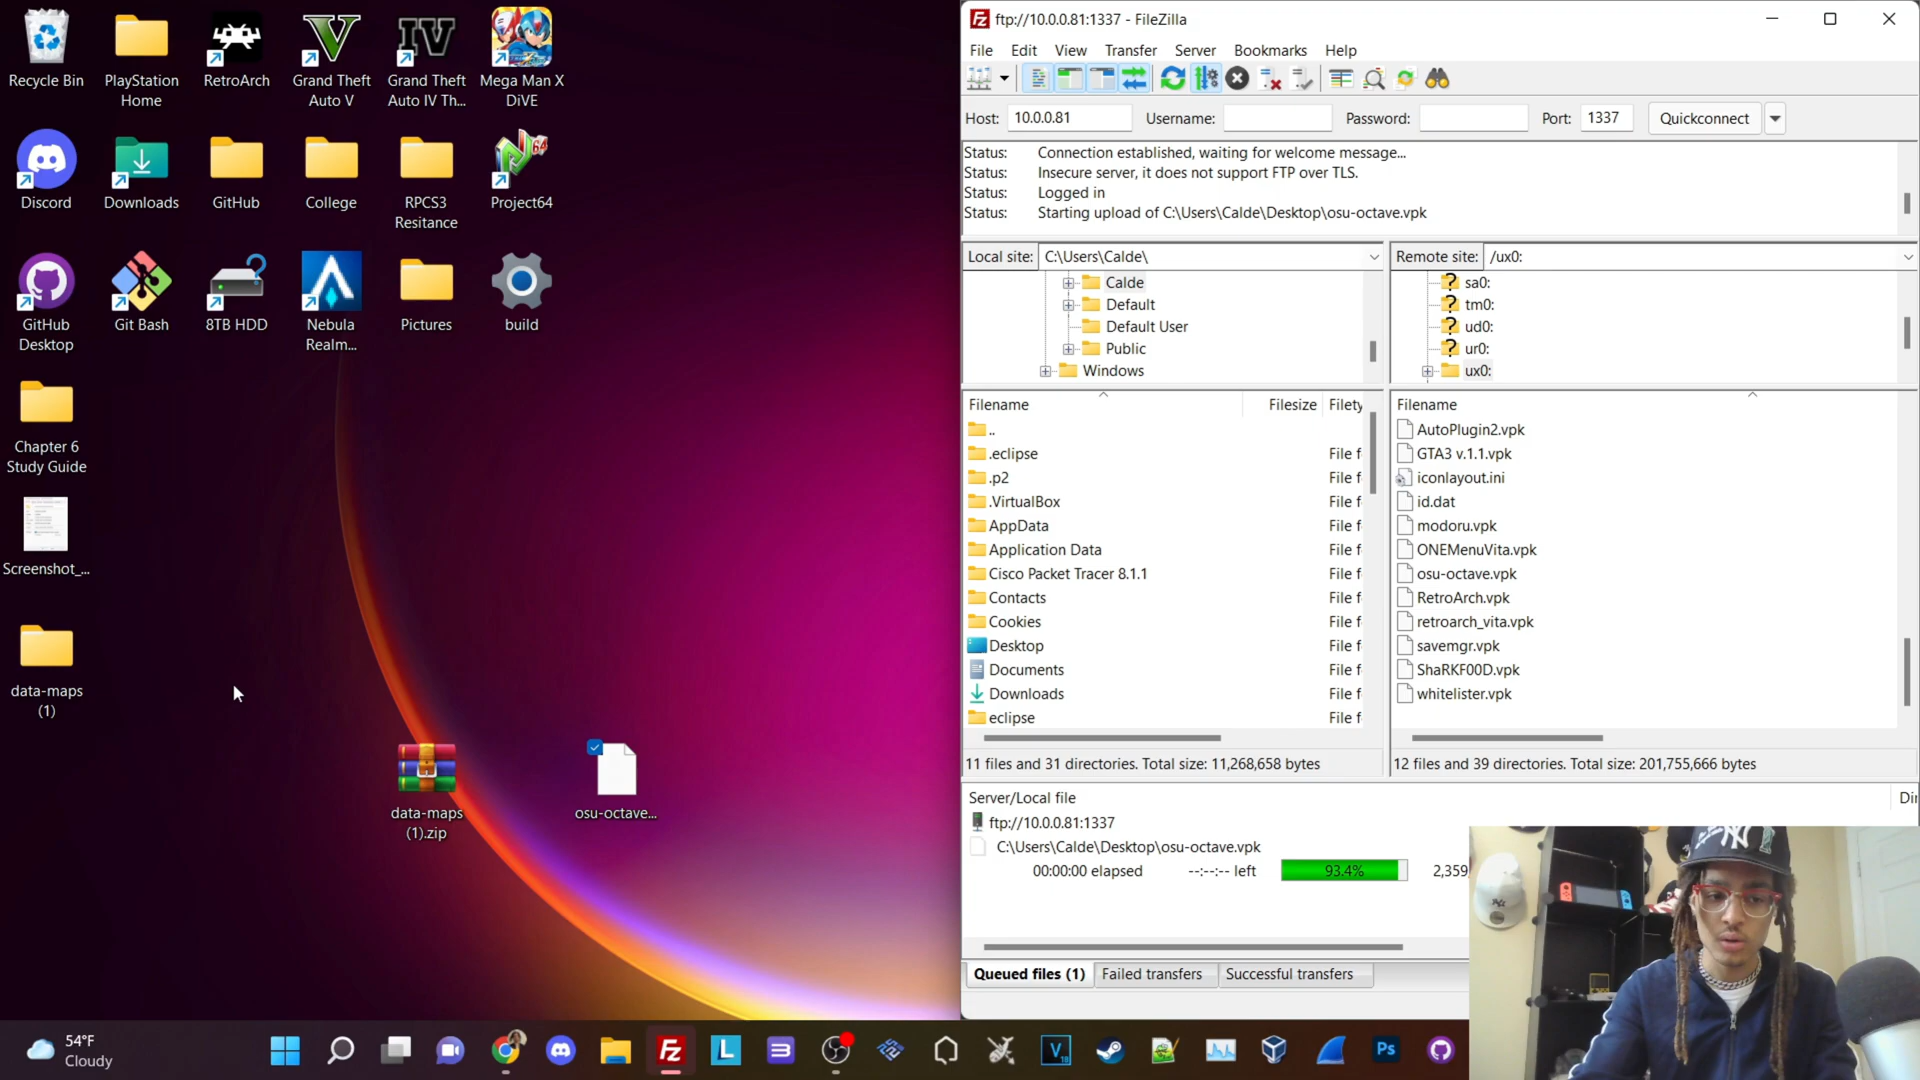 Recycle Bin
PlayStation
Home
RetroArch
Grand Theft
Auto V
Grand Theft
Auto IV Th...
Mega Man X
DiVE
Discord
Downloads
GitHub
College
RPCS3
Resitance
Project64
GitHub
Desktop
Git Bash
8TB HDD
Nebula
Realm...
Pictures
build
Chapter 6
Study Guide
Screenshot_...
data-maps
(1)
data-maps
(1).zip
osu-octave...
54°F
Cloudy
ftp://10.0.0.81:1337 - FileZilla
File Edit View Transfer Server Bookmarks Help
Host: 10.0.0.81 Username: Password: Port: 1337 Quickconnect
Status: Connection established, waiting for welcome message...
Status: Insecure server, it does not support FTP over TLS.
Status: Logged in
Status: Starting upload of C:\Users\Calde\Desktop\osu-octave.vpk
Local site: C:\Users\Calde\
Calde
Default
Default User
Public
Windows
Remote site: /ux0:
sa0:
tm0:
ud0:
ur0:
ux0:
Filename Filesize Filety
..
.eclipse File f
.p2 File f
.VirtualBox File f
AppData File f
Application Data File f
Cisco Packet Tracer 8.1.1 File f
Contacts File f
Cookies File f
Desktop File f
Documents File f
Downloads File f
eclipse File f
11 files and 31 directories. Total size: 11,268,658 bytes
Filename
AutoPlugin2.vpk
GTA3 v.1.1.vpk
iconlayout.ini
id.dat
modoru.vpk
ONEMenuVita.vpk
osu-octave.vpk
RetroArch.vpk
retroarch_vita.vpk
savemgr.vpk
ShaRKF00D.vpk
whitelister.vpk
12 files and 39 directories. Total size: 201,755,666 bytes
Server/Local file Dir
ftp://10.0.0.81:1337
C:\Users\Calde\Desktop\osu-octave.vpk
00:00:00 elapsed --:--:-- left 93.4% 2,359
Queued files (1) Failed transfers Successful transfers